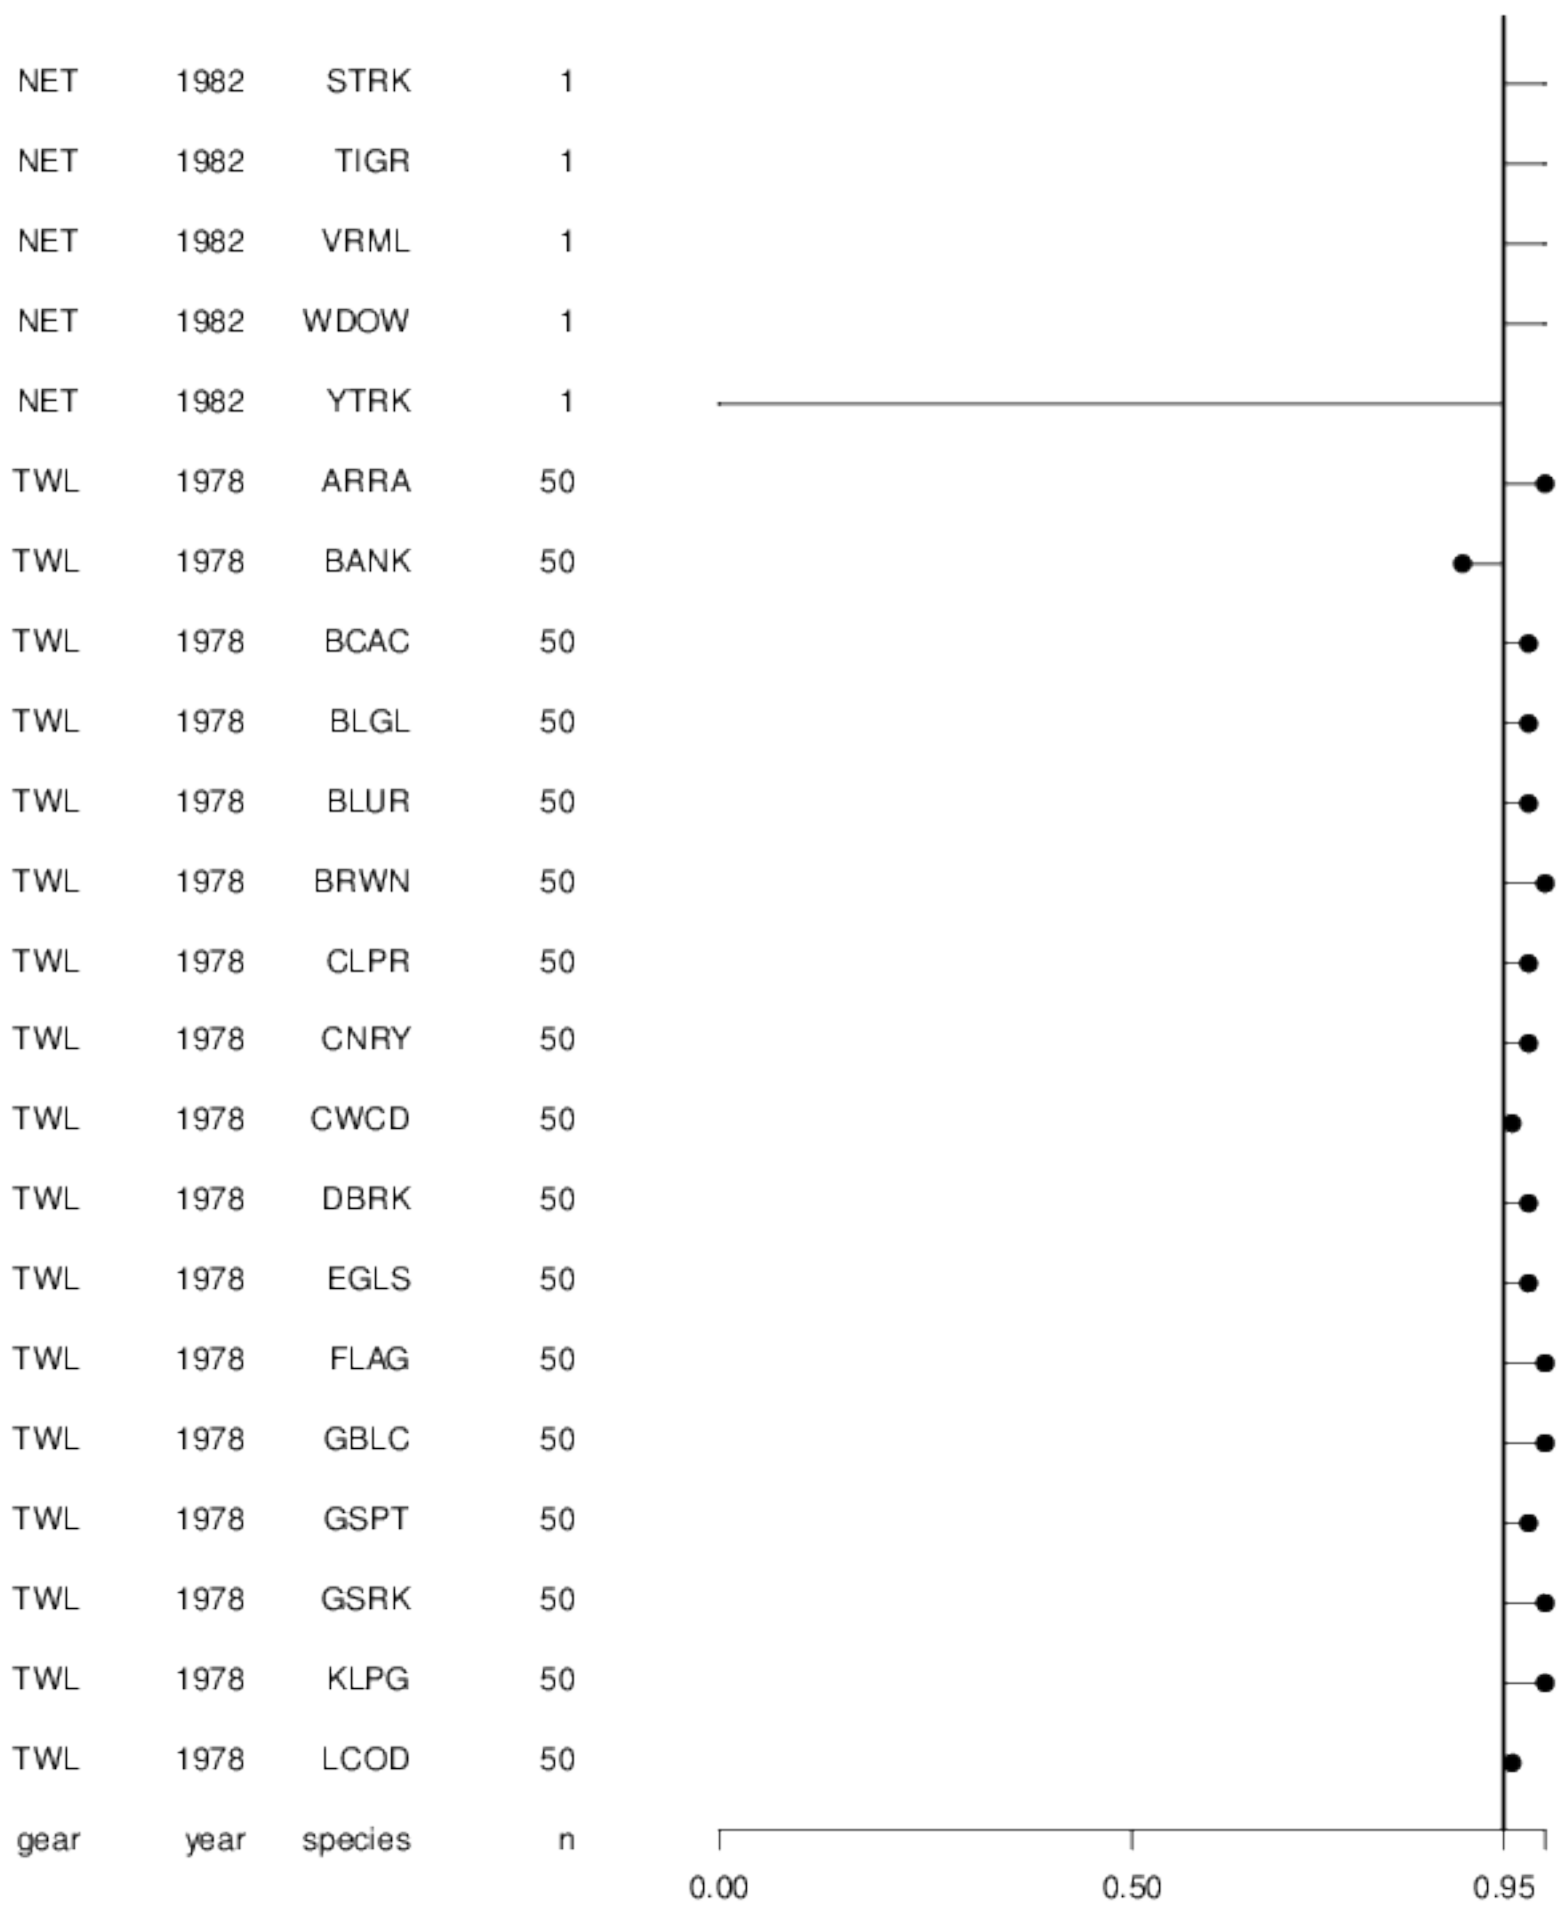 NET 1982 STRK 1
NET 1982 TIGR 1
NET 1982 VRML 1
NET 1982 WDOW 1
NET 1982 YTRK 1
TWL 1978 ARRA 50
TWL 1978 BANK 50
TWL 1978 BCAC 50
TWL 1978 BLGL 50
TWL 1978 BLUR 50
TWL 1978 BRWN 50
TWL 1978 CLPR 50
TWL 1978 CNRY 50
TWL 1978 CWCD 50
TWL 1978 DBRK 50
TWL 1978 EGLS 50
TWL 1978 FLAG 50
TWL 1978 GBLC 50
TWL 1978 GSPT 50
TWL 1978 GSRK 50
TWL 1978 KLPG 50
TWL 1978 LCOD 50
gear year species n
0.00 0.50 0.95